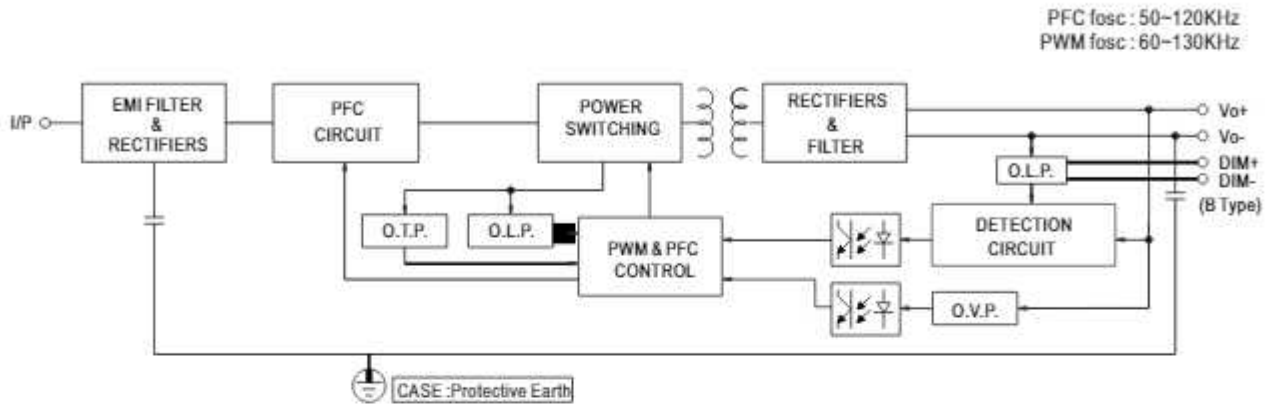 PFC fosc : 50~120KHz
PWM fosc : 60~130KHz
I/P
EMI FILTER
&
RECTIFIERS
PFC
CIRCUIT
POWER
SWITCHING
RECTIFIERS
&
FILTER
Vo+
Vo-
DIM+
DIM-
(B Type)
O.L.P.
O.T.P.
O.L.P.
PWM & PFC
CONTROL
DETECTION
CIRCUIT
O.V.P.
CASE :Protective Earth